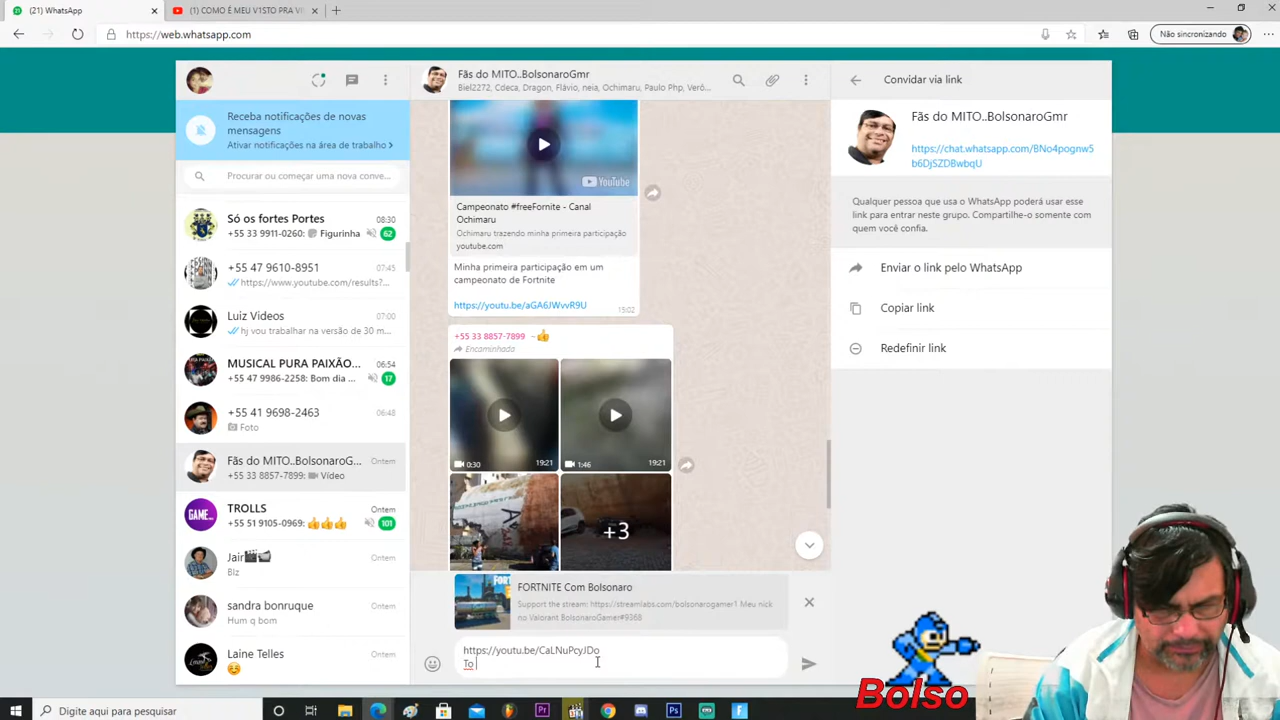 (21) WhatsApp
(1) COMO É MEU V1STO PRA VI
https://web.whatsapp.com
Não sincronizando
Receba notificações de novas
mensagens
Ativar notificações na área de trabalho
Procurar ou começar uma nova conve...
Só os fortes Portes
08:30
+55 33 9911-0260: Figurinha
62
+55 47 9610-8951
07:45
https://www.youtube.com/results?...
Luiz Videos
07:00
hj vou trabalhar na versão de 30 m...
MUSICAL PURA PAIXÃO...
06:54
+55 47 9986-2258: Bom dia ...
17
+55 41 9698-2463
06:48
Foto
Fãs do MITO..BolsonaroG...
Ontem
+55 33 8857-7899: Vídeo
GAME
TROLLS
Ontem
+55 51 9105-0969: 👍👍👍
101
Jair
Ontem
Blz
sandra bonruque
Ontem
Hum q bom
Laine Telles
Ontem
Fãs do MITO..BolsonaroGmr
Biel2272, Cdeca, Dragon, Flávio, neia, Ochimaru, Paulo Php, Verô...
YouTube
Campeonato #freeFornite - Canal
Ochimaru
Ochimaru trazendo minha primeira participação
youtube.com
Minha primeira participação em um
campeonato de Fortnite
https://youtu.be/aGA6JWvvR9U
15:02
+55 33 8857-7899 ~👍
Encaminhada
0:30
19:21
1:46
19:21
+3
FORTNITE Com Bolsonaro
Support the stream: https://streamlabs.com/bolsonarogamer1 Meu nick
no Valorant BolsonaroGamer#9368
https://youtu.be/CaLNuPcyJDo
To
Convidar via link
Fãs do MITO..BolsonaroGmr
https://chat.whatsapp.com/BNo4pognw5
b6DjSZDBwbqU
Qualquer pessoa que usa o WhatsApp poderá usar esse
link para entrar neste grupo. Compartilhe-o somente com
quem você confia.
Enviar o link pelo WhatsApp
Copiar link
Redefinir link
Bolso
Digite aqui para pesquisar